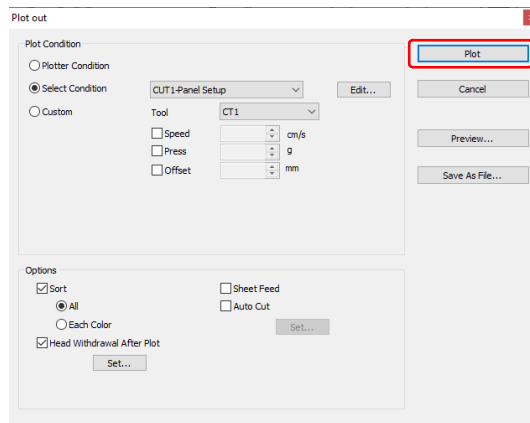 Plot out
Plot Condition
Plotter Condition
Select Condition
CUT1-Panel Setup
Edit...
Custom
Tool
CT1
Speed
cm/s
Press
g
Offset
mm
Plot
Cancel
Preview...
Save As File...
Options
Sort
Sheet Feed
All
Auto Cut
Each Color
Set...
Head Withdrawal After Plot
Set...